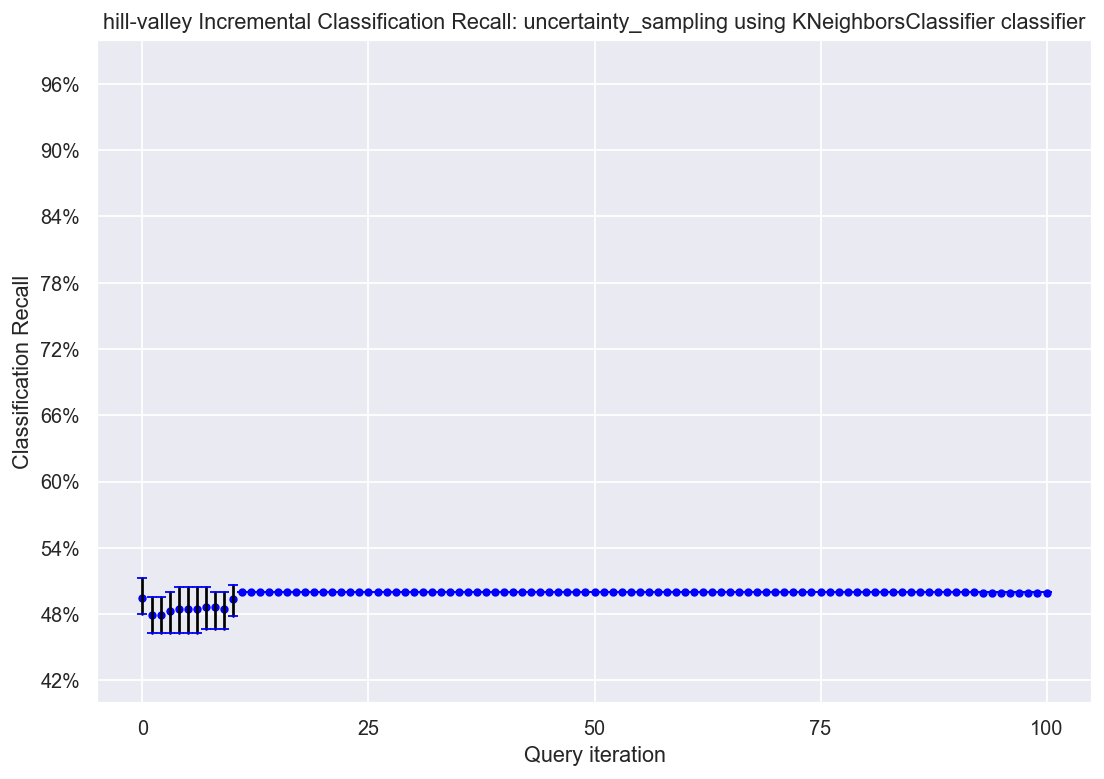 hill-valley Incremental Classification Recall: uncertainty_sampling using KNeighborsClassifier classifier
96%
90%
84%
78%
72%
66%
60%
54%
48%
42%
Classification Recall
0 25 50 75 100
Query iteration